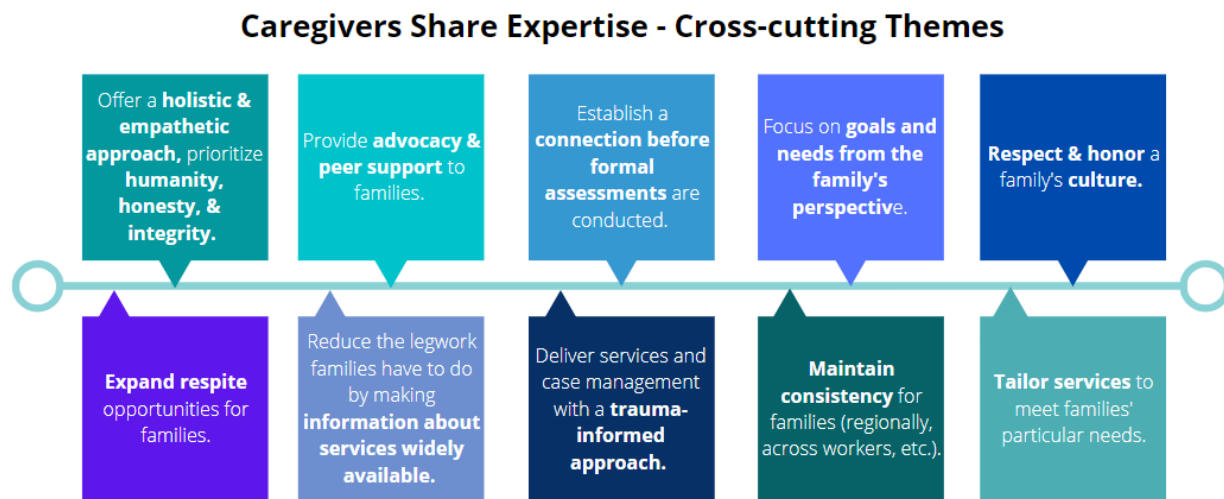 Caregivers Share Expertise - Cross-cutting Themes
Offer a holistic &
empathetic
approach, prioritize
humanity,
honesty, &
integrity.
Provide advocacy &
peer support to
families.
Establish a
connection before
formal
assessments are
conducted.
Focus on goals and
needs from the
family's
perspective.
Respect & honor a
family's culture.
Expand respite
opportunities for
families.
Reduce the legwork
families have to do
by making
information about
services widely
available.
Deliver services and
case management
with a trauma-
informed
approach.
Maintain
consistency for
families (regionally,
across workers, etc.).
Tailor services to
meet families'
particular needs.